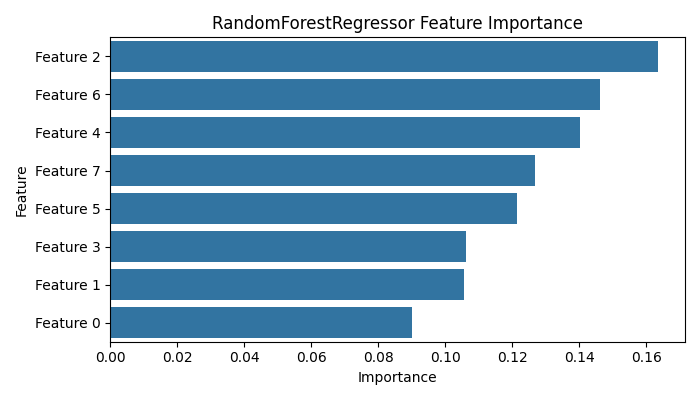 RandomForestRegressor Feature Importance
Feature
Feature 2
Feature 6
Feature 4
Feature 7
Feature 5
Feature 3
Feature 1
Feature 0
0.00 0.02 0.04 0.06 0.08 0.10 0.12 0.14 0.16
Importance